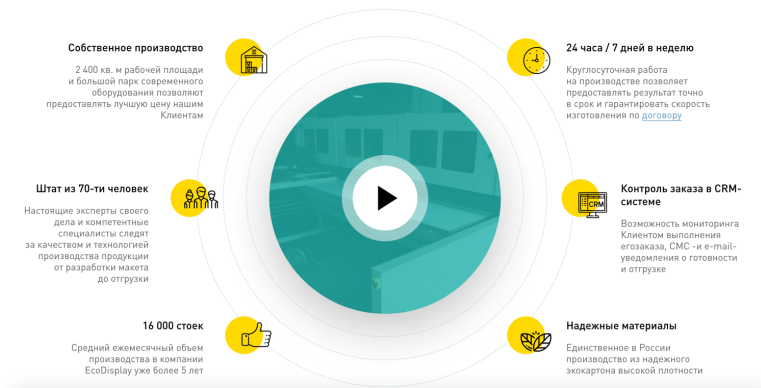 Собственное производство
2 400 кв. м рабочей площади
и большой парк современного
оборудования позволяют
предоставлять лучшую цену нашим
Клиентам
24 часа / 7 дней в неделю
Круглосуточная работа
на производстве позволяет
предоставлять результат точно
в срок и гарантировать скорость
изготовления по договору
Штат из 70-ти человек
Настоящие эксперты своего
дела и компетентные
специалисты следят
за качеством и технологией
производства продукции
от разработки макета
до отгрузки
CRM
Контроль заказа в CRM-
системе
Возможность мониторинга
Клиентом выполнения
егозаказа, СМС -и e-mail-
уведомления о готовности
и отгрузке
16 000 стоек
Средний ежемесячный объем
производства в компании
EcoDisplay уже более 5 лет
Надежные материалы
Единственное в России
производство из надежного
экокартона высокой плотности